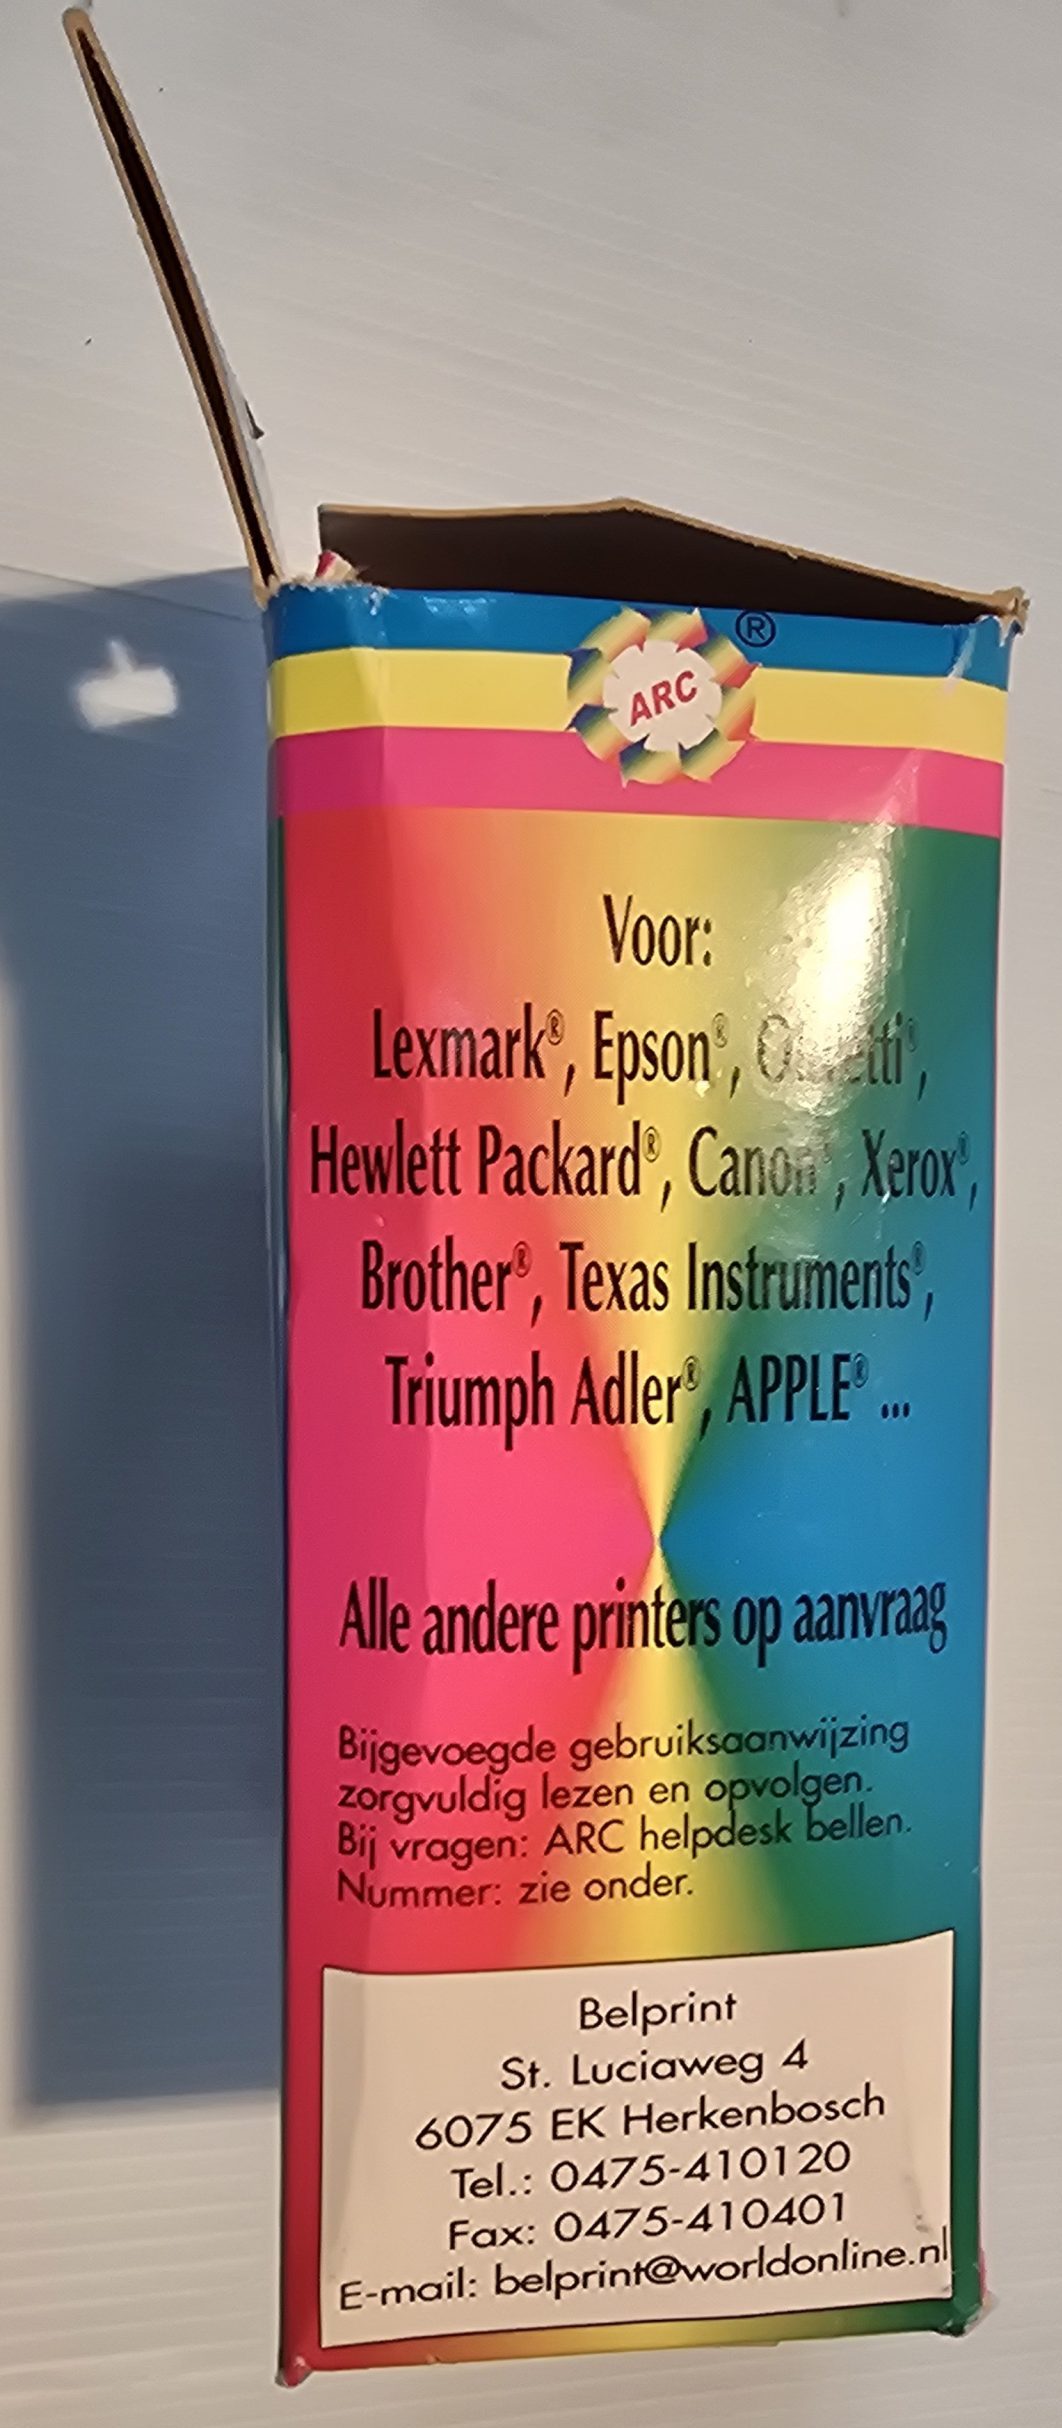 ARC ®
Voor:
Lexmark®, Epson®,
Hewlett Packard®, Canon®, Xerox®,
Brother®, Texas Instruments®,
Triumph Adler®, APPLE® ...
Alle andere printers op aanvraag
Bijgevoegde gebruiksaanwijzing
zorgvuldig lezen en opvolgen.
Bij vragen: ARC helpdesk bellen.
Nummer: zie onder.
Belprint
St. Luciaweg 4
6075 EK Herkenbosch
Tel.: 0475-410120
Fax: 0475-410401
E-mail: belprint@worldonline.nl